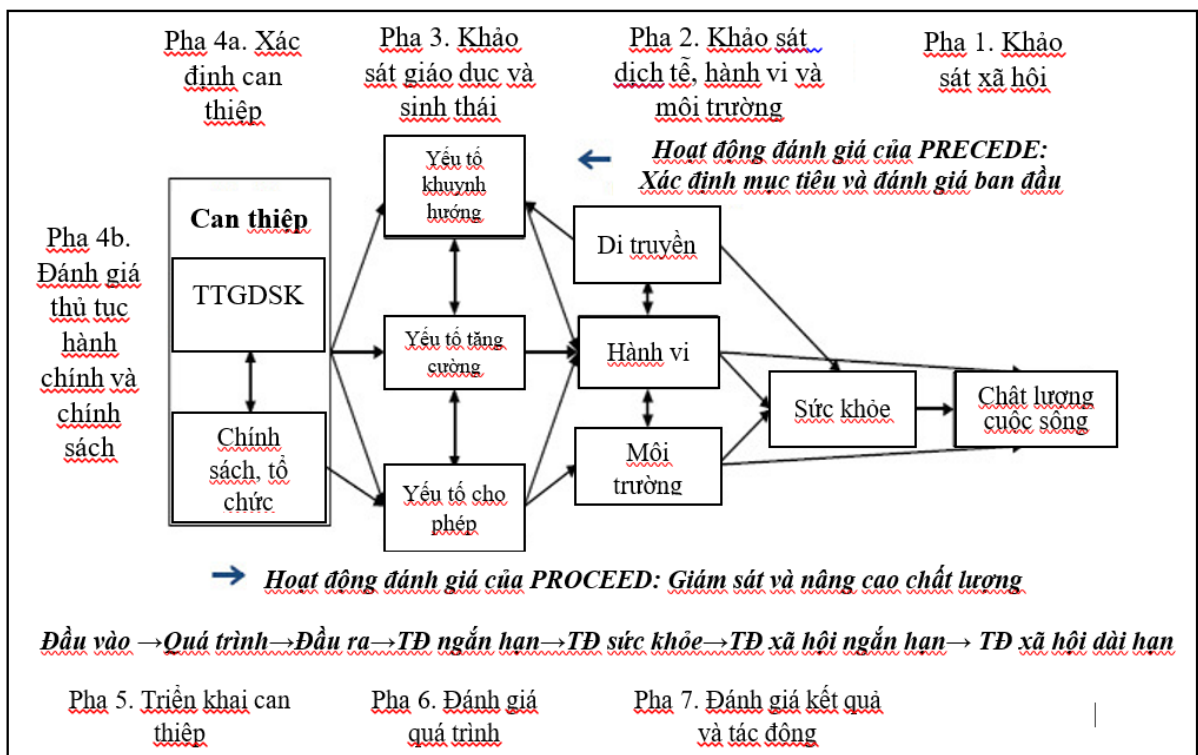 Pha 4a. Xác
định can
thiệp
Pha 3. Khảo
sát giáo dục và
sinh thái
Pha 2. Khảo sát
dịch tễ, hành vi và
môi trường
Pha 1. Khảo
sát xã hội
Hoạt động đánh giá của PRECEDE:
Xác định mục tiêu và đánh giá ban đầu
Pha 4b.
Đánh giá
thủ tục
hành
chính và
chính
sách
Can thiệp
TTGDSK
Chính
sách, tổ
chức
Yếu tố
khuynh
hướng
Yếu tố tăng
cường
Yếu tố cho
phép
Di truyền
Hành vi
Môi
trường
Sức khỏe
Chất lượng
cuộc sống
Hoạt động đánh giá của PROCEED: Giám sát và nâng cao chất lượng
Đầu vào →Quá trình→Đầu ra→TĐ ngắn hạn→TĐ sức khỏe→TĐ xã hội ngắn hạn→ TĐ xã hội dài hạn
Pha 5. Triển khai can
thiệp
Pha 6. Đánh giá
quá trình
Pha 7. Đánh giá kết quả
và tác động